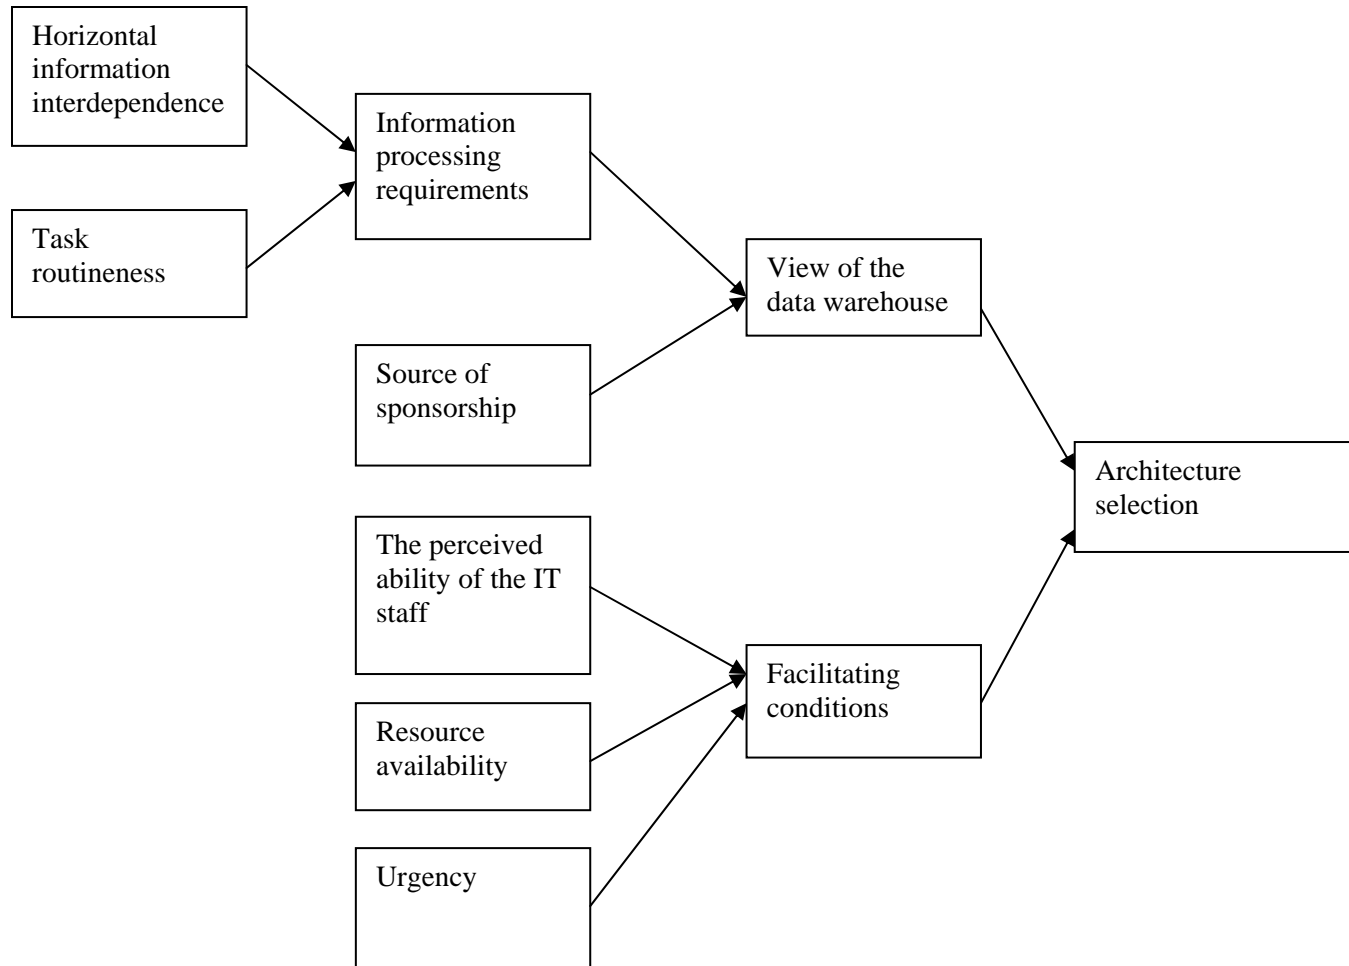 Horizontal
information
interdependence
Task
routineness
Information
processing
requirements
Source of
sponsorship
The perceived
ability of the IT
staff
Resource
availability
Urgency
View of the
data warehouse
Facilitating
conditions
Architecture
selection